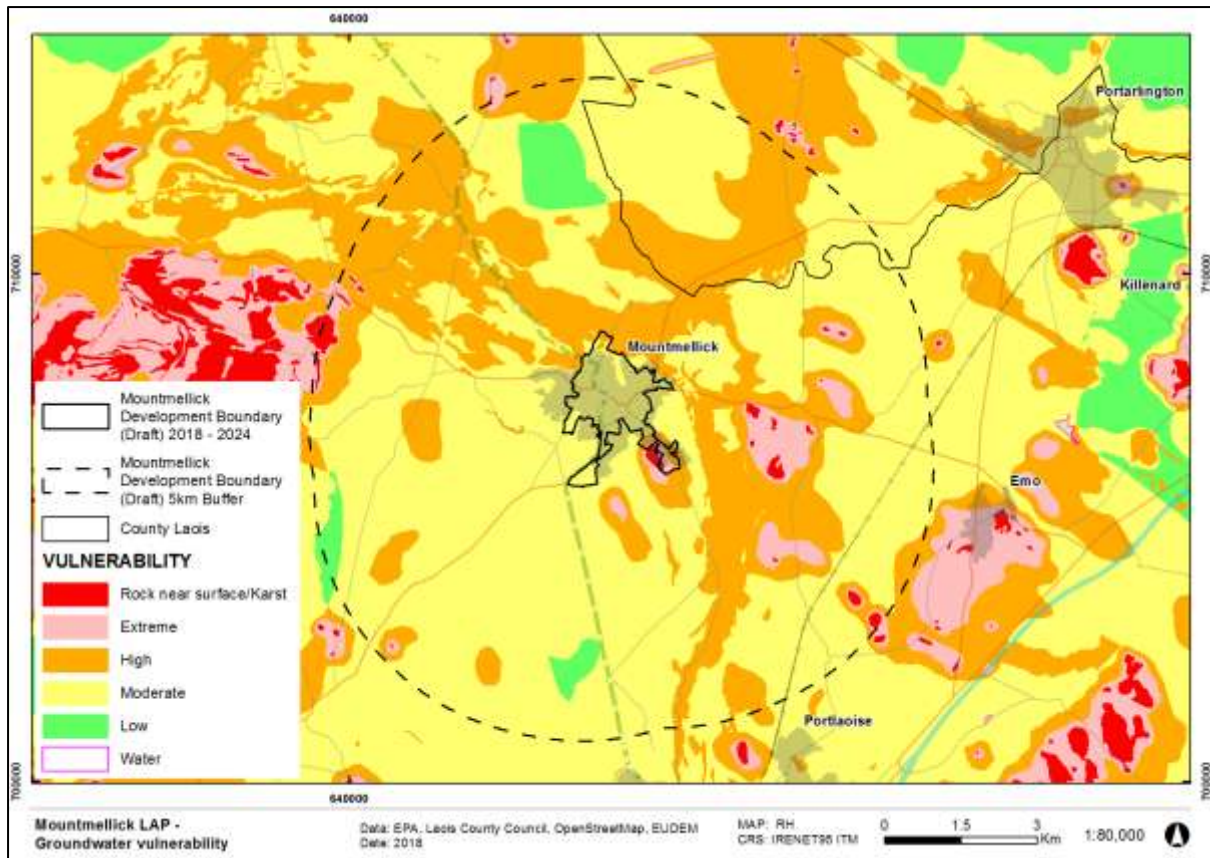 640000
Portarlington
710000
710000
Killenard
Mountmellick
Mountmellick
Development Boundary
(Draft) 2018 - 2024
Mountmellick
Development Boundary
(Draft) 5km Buffer
Emo
County Laois
VULNERABILITY
Rock near surface/Karst
Extreme
High
Moderate
Low
Water
Portlaoise
700000
700000
640000
Mountmellick LAP -
Groundwater vulnerability
Data: EPA, Laois County Council, OpenStreetMap, EUDEM
Date: 2018
MAP: RH
CRS: IRENET95 ITM
0 1.5 3
Km
1:80,000